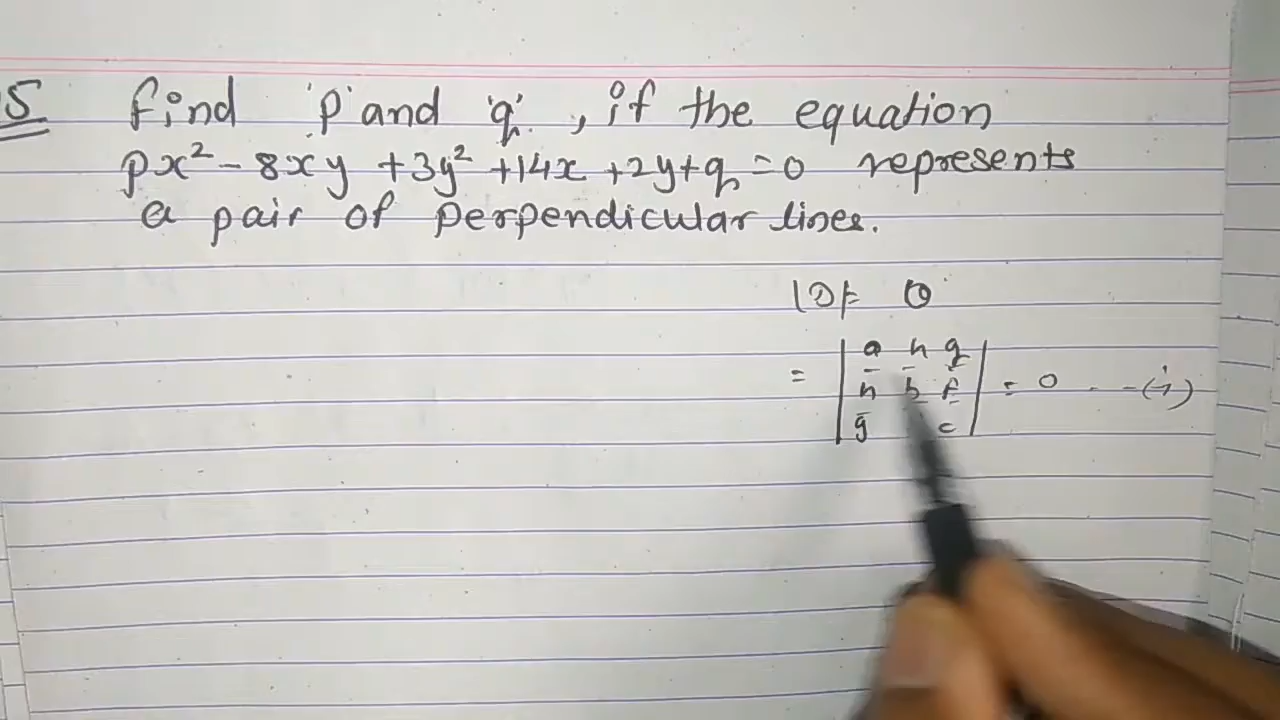 5 find 'p' and 'q', if the equation
px² - 8xy + 3y² + 14x + 2y + q = 0 represents
a pair of perpendicular lines.
|D| = 0
= | a h g |
| h b f | = 0 - - (i)
| g c |